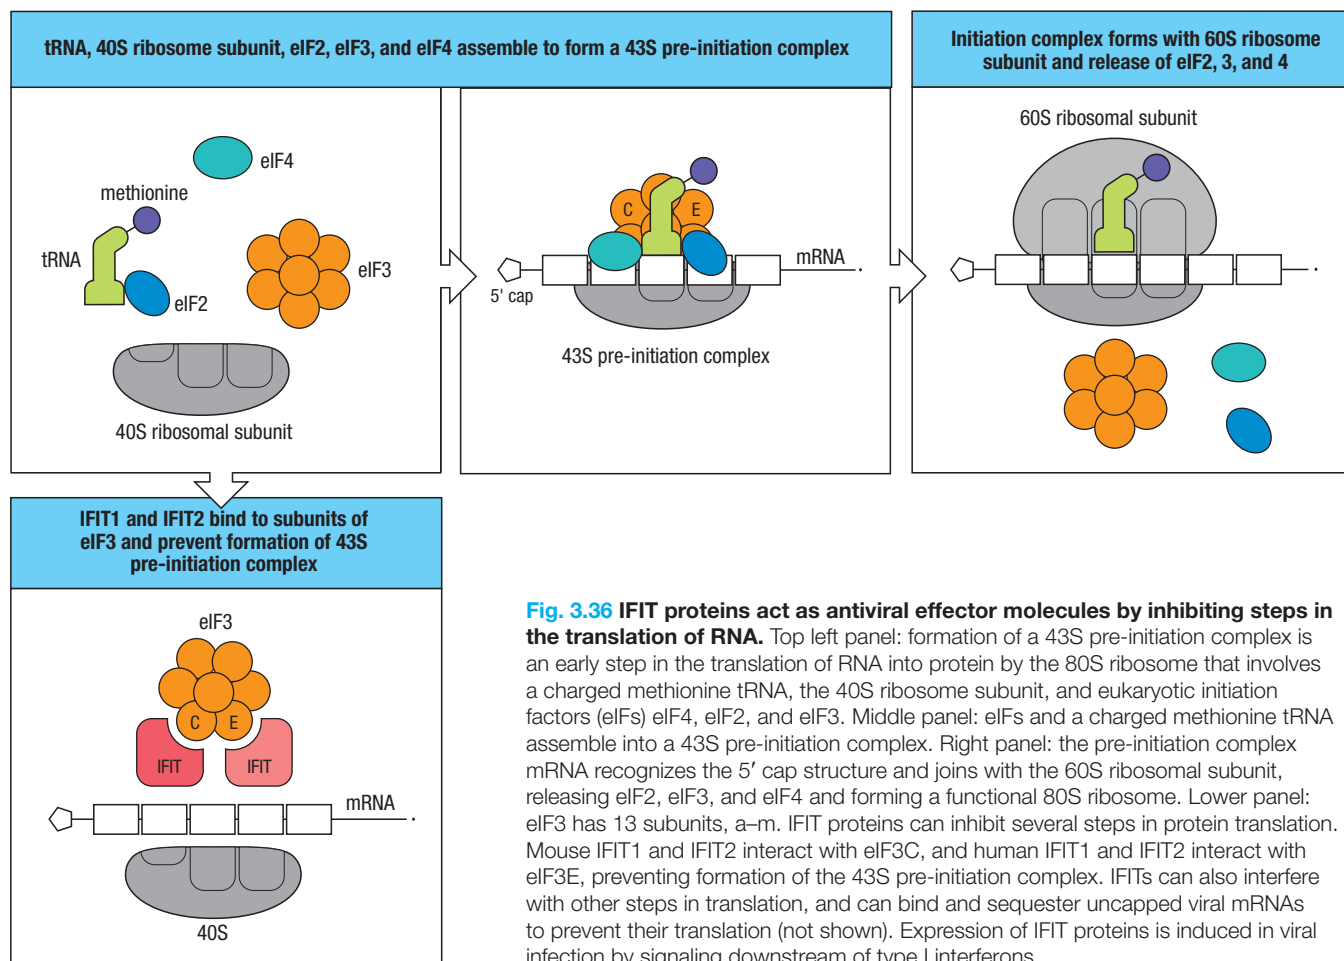 tRNA, 40S ribosome subunit, eIF2, eIF3, and eIF4 assemble to form a 43S pre-initiation complex
Initiation complex forms with 60S ribosome
subunit and release of eIF2, 3, and 4
eIF4
methionine
tRNA
eIF3
eIF2
40S ribosomal subunit
C
E
mRNA
5' cap
43S pre-initiation complex
60S ribosomal subunit
IFIT1 and IFIT2 bind to subunits of
eIF3 and prevent formation of 43S
pre-initiation complex
eIF3
C
E
IFIT
IFIT
mRNA
40S
Fig. 3.36 IFIT proteins act as antiviral effector molecules by inhibiting steps in
the translation of RNA. Top left panel: formation of a 43S pre-initiation complex is
an early step in the translation of RNA into protein by the 80S ribosome that involves
a charged methionine tRNA, the 40S ribosome subunit, and eukaryotic initiation
factors (eIFs) eIF4, eIF2, and eIF3. Middle panel: eIFs and a charged methionine tRNA
assemble into a 43S pre-initiation complex. Right panel: the pre-initiation complex
mRNA recognizes the 5′ cap structure and joins with the 60S ribosomal subunit,
releasing eIF2, eIF3, and eIF4 and forming a functional 80S ribosome. Lower panel:
eIF3 has 13 subunits, a–m. IFIT proteins can inhibit several steps in protein translation.
Mouse IFIT1 and IFIT2 interact with eIF3C, and human IFIT1 and IFIT2 interact with
eIF3E, preventing formation of the 43S pre-initiation complex. IFITs can also interfere
with other steps in translation, and can bind and sequester uncapped viral mRNAs
to prevent their translation (not shown). Expression of IFIT proteins is induced in viral
infection by signaling downstream of type I interferons.